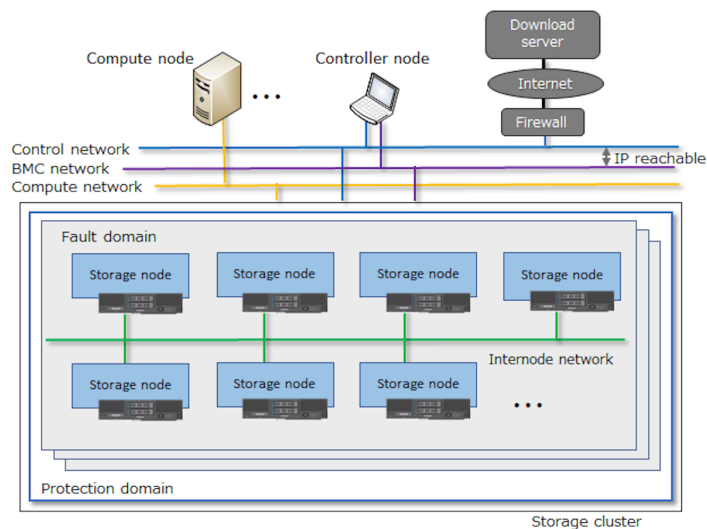 Download
server
Compute node
Controller node
Internet
...
Firewall
Control network
IP reachable
BMC network
Compute network
Fault domain
Storage node
Storage node
Storage node
Storage node
Internode network
Storage node
Storage node
Storage node
...
Protection domain
Storage cluster